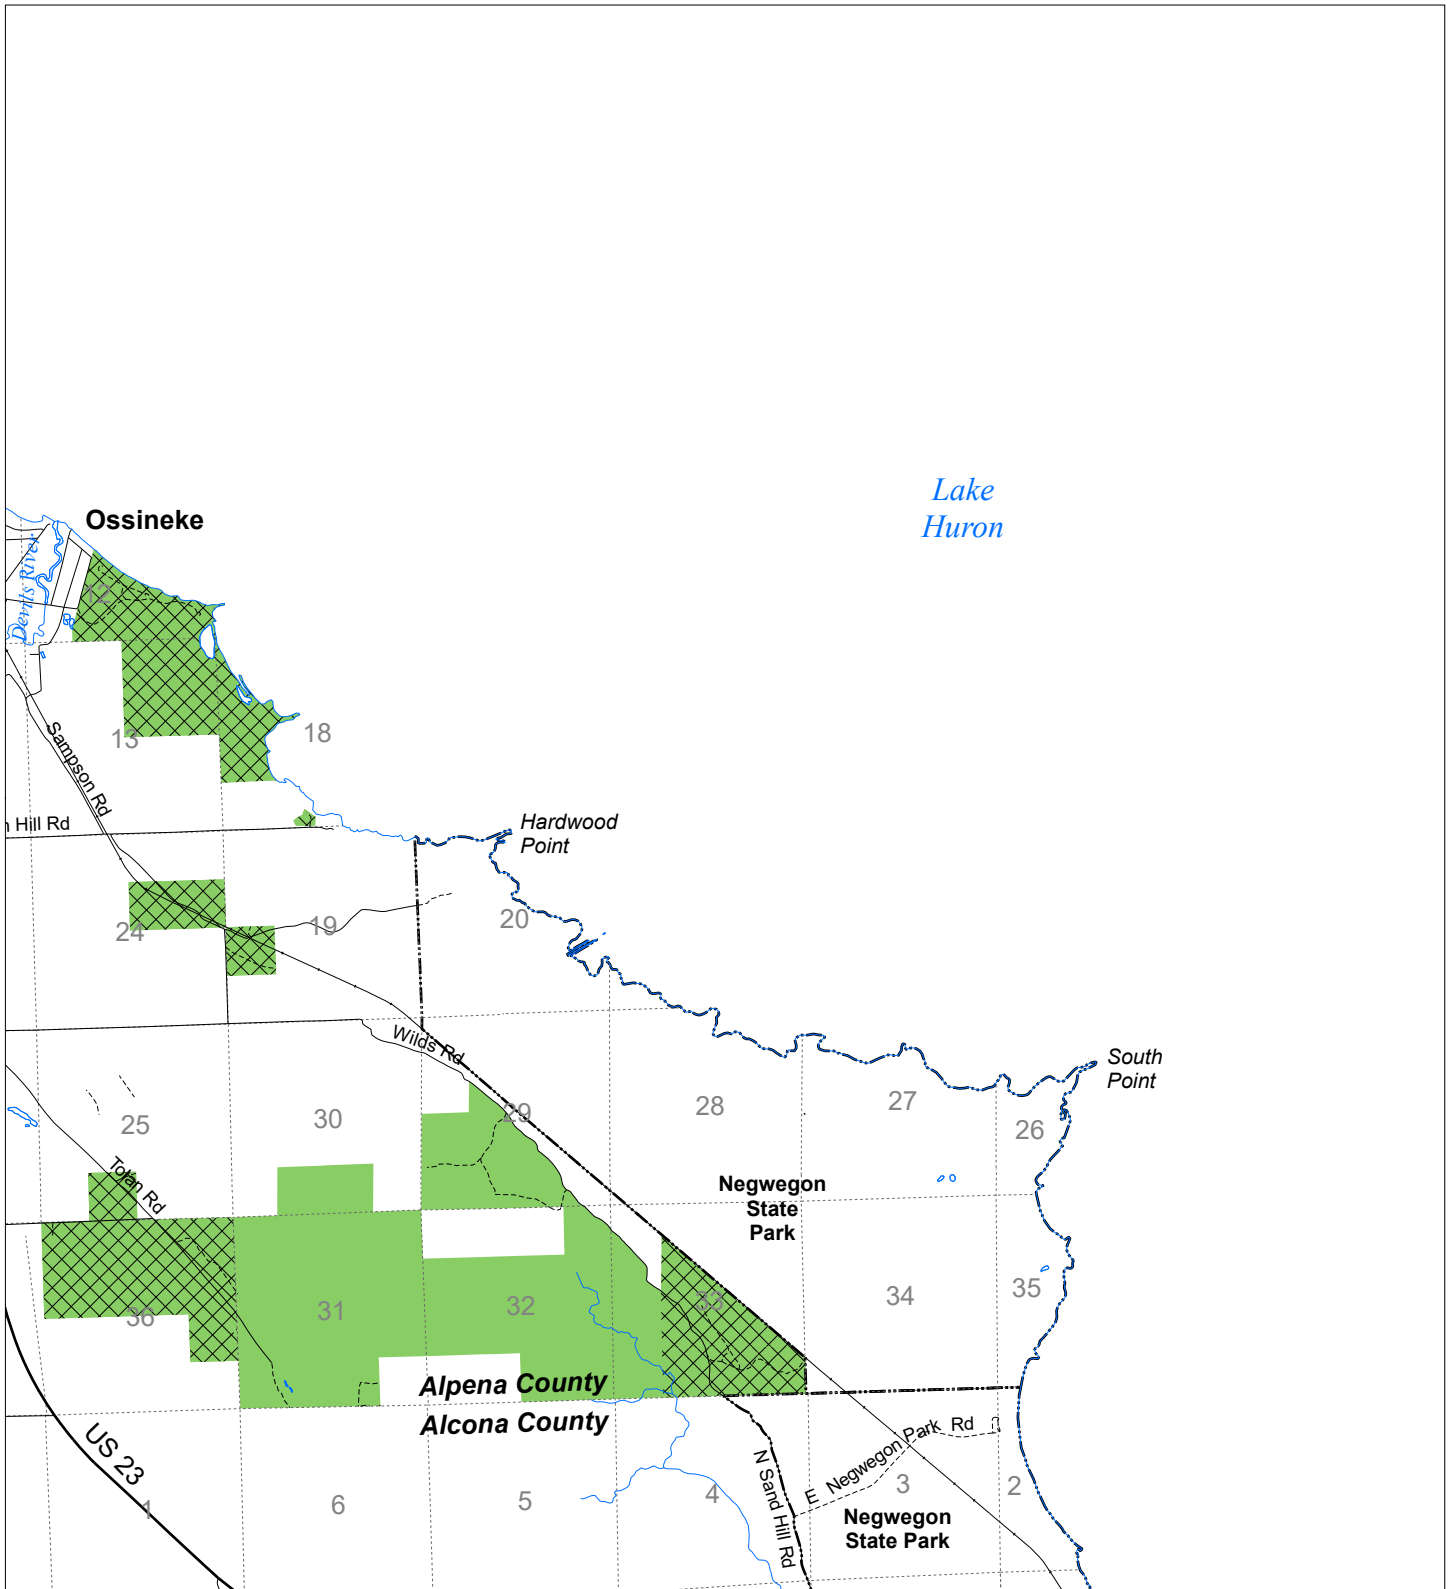 Lake
Huron
Ossineke
Devils River
12
13
18
Sampson Rd
n Hill Rd
Hardwood
Point
24
19
20
Wilds Rd
South
Point
25
30
29
28
27
26
Tolan Rd
Negwegon
State
Park
36
31
32
33
34
35
Alpena County
Alcona County
US 23
1
6
5
4
N Sand Hill Rd
E Negwegon Park Rd
3
2
Negwegon
State Park